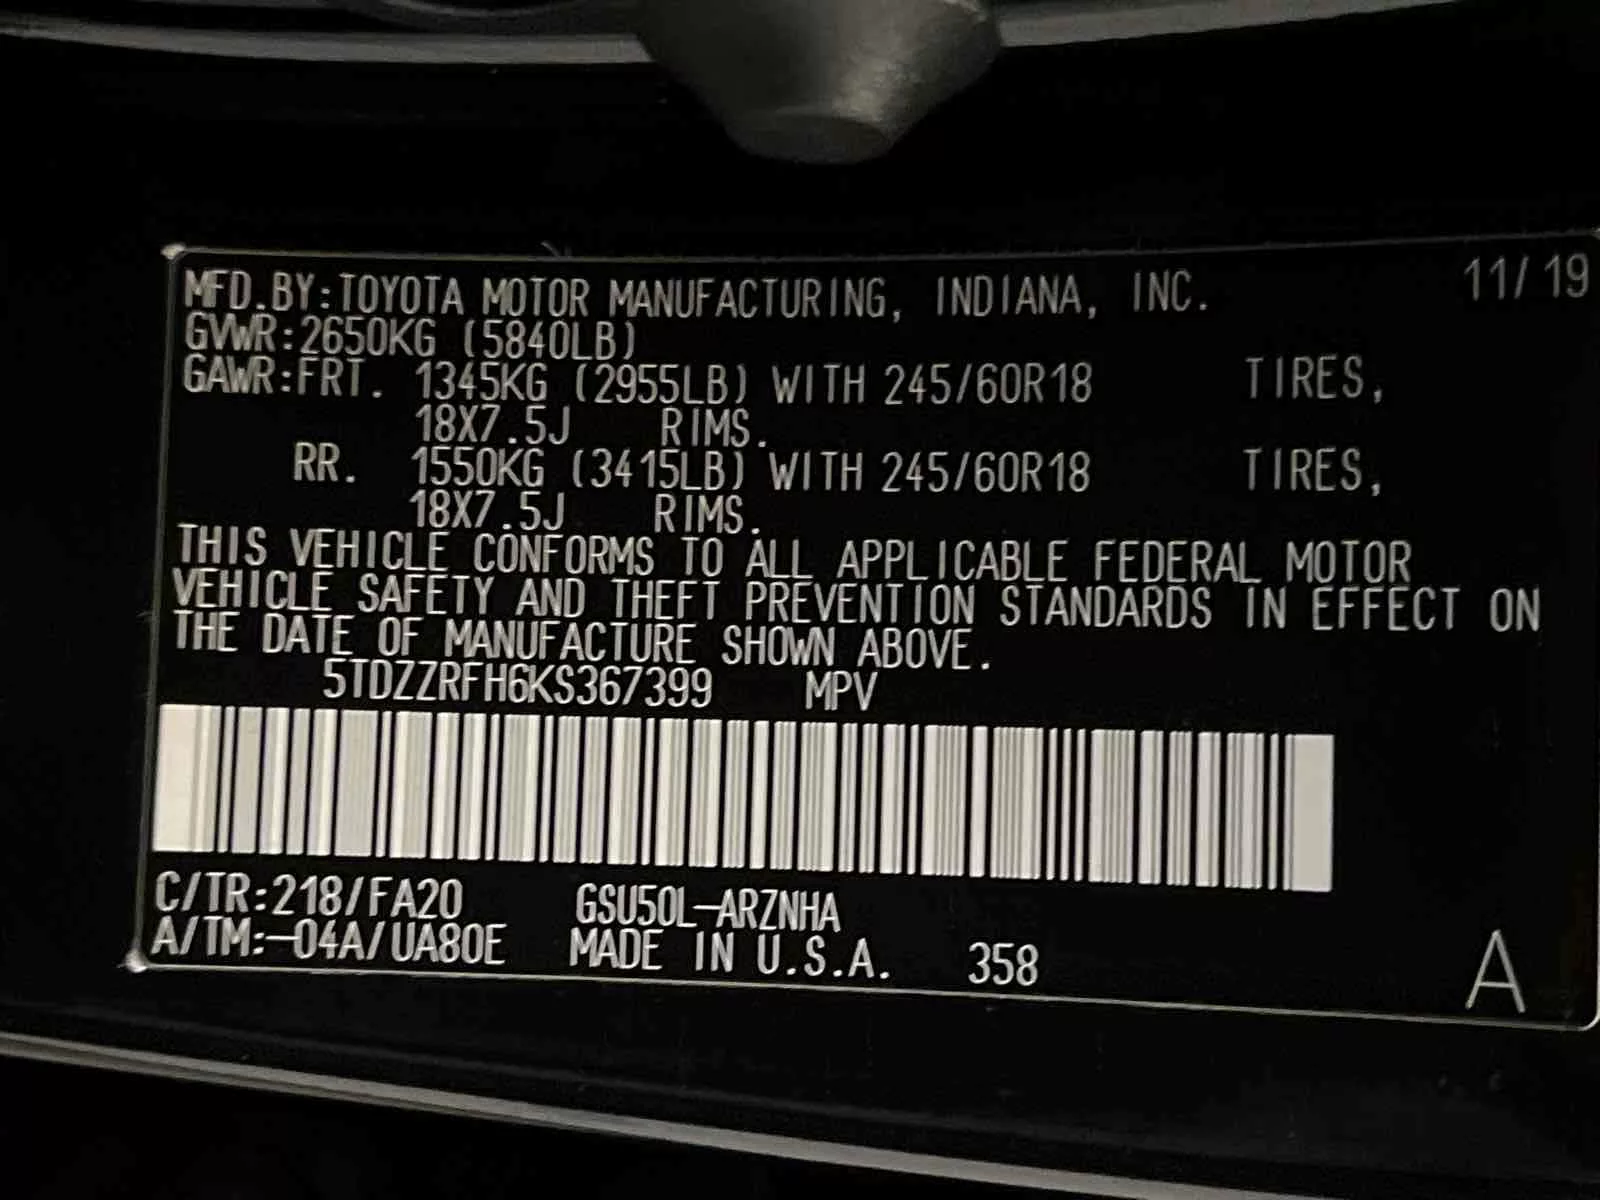 MFD.BY:TOYOTA MOTOR MANUFACTURING, INDIANA, INC. 11/19
GVWR:2650KG (5840LB)
GAWR:FRT. 1345KG (2955LB) WITH 245/60R18 TIRES,
18X7.5J RIMS.
RR. 1550KG (3415LB) WITH 245/60R18 TIRES,
18X7.5J RIMS.
THIS VEHICLE CONFORMS TO ALL APPLICABLE FEDERAL MOTOR
VEHICLE SAFETY AND THEFT PREVENTION STANDARDS IN EFFECT ON
THE DATE OF MANUFACTURE SHOWN ABOVE.
5TDZZRFH6KS367399 MPV
C/TR:218/FA20 GSU50L-ARZNHA
A/TM:-04A/UA80E MADE IN U.S.A. 358 A